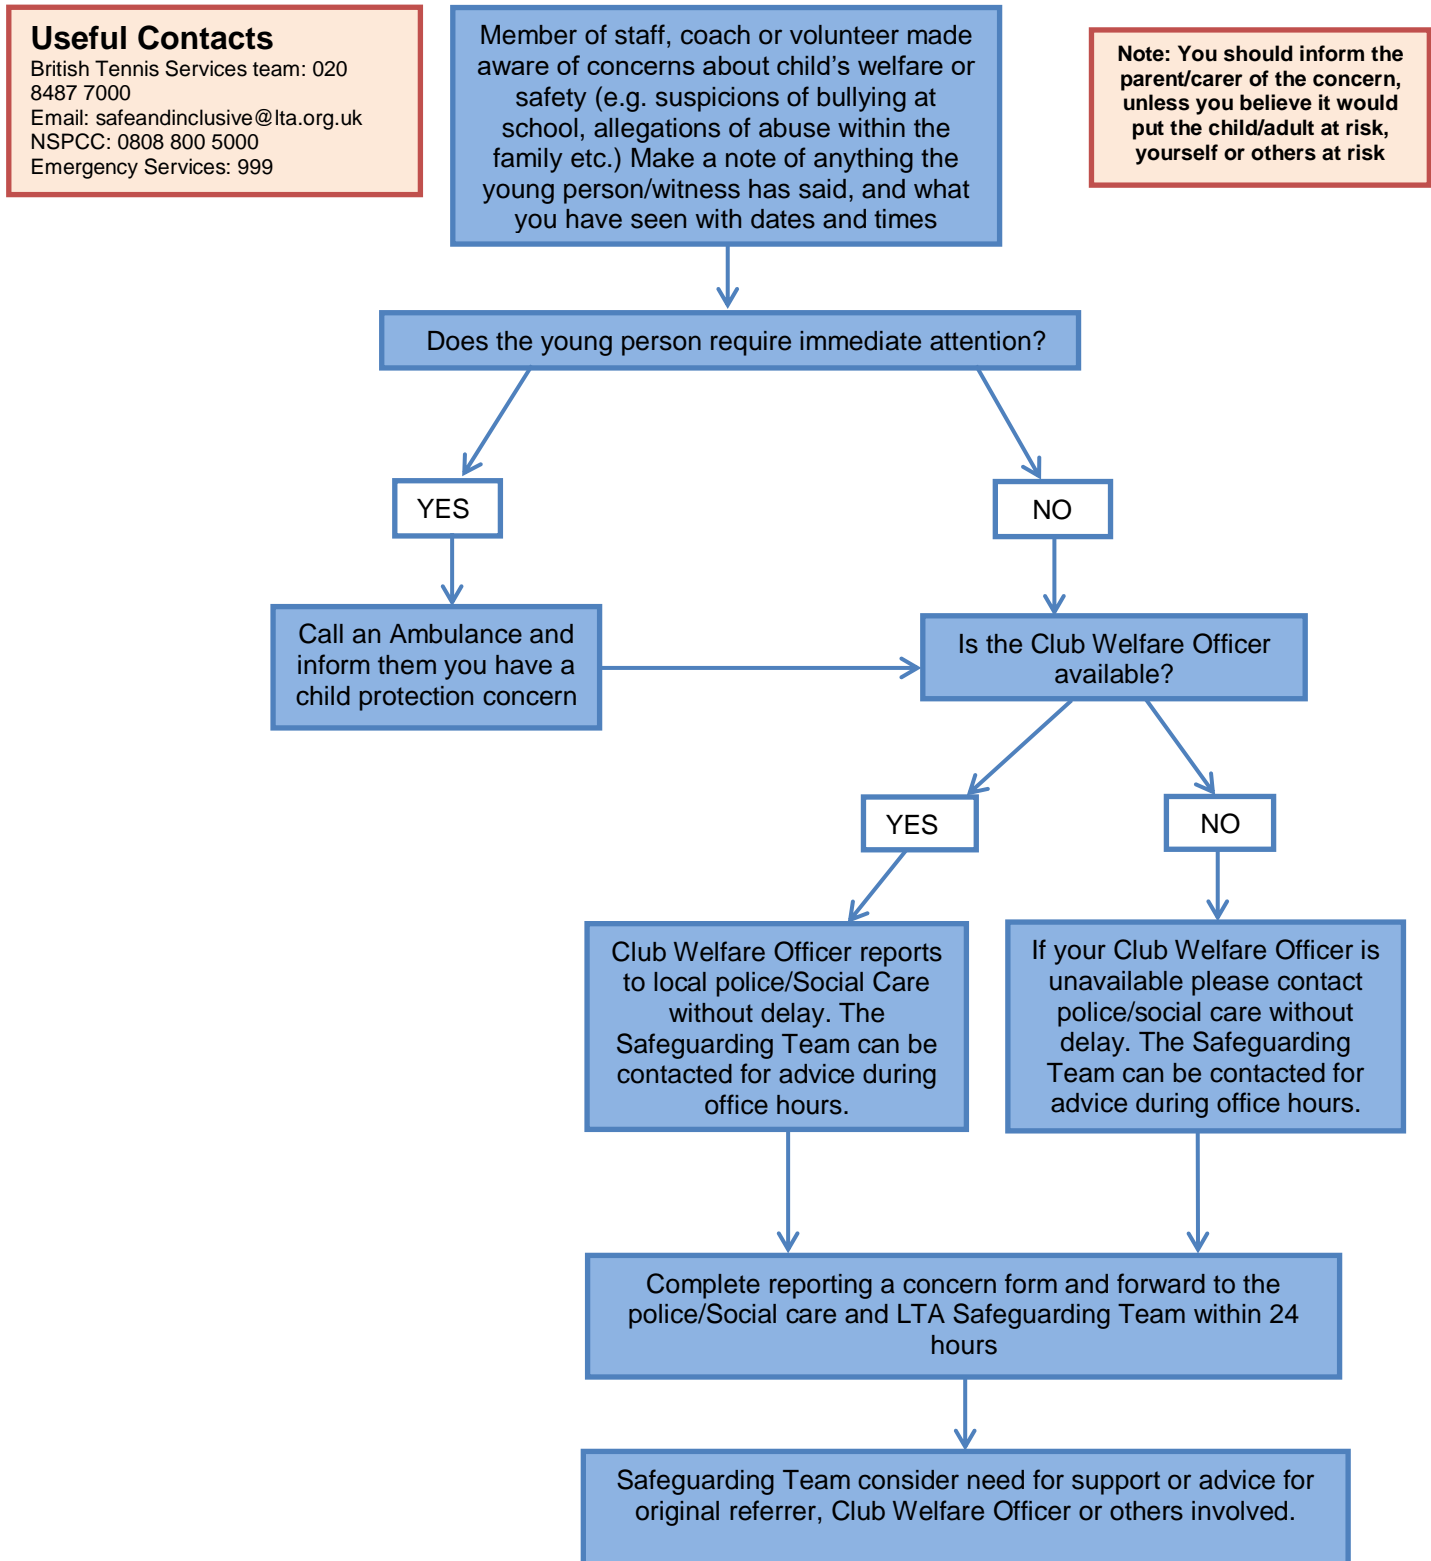 Useful Contacts
British Tennis Services team: 020
8487 7000
Email: safeandinclusive@lta.org.uk
NSPCC: 0808 800 5000
Emergency Services: 999
Member of staff, coach or volunteer made
aware of concerns about child’s welfare or
safety (e.g. suspicions of bullying at
school, allegations of abuse within the
family etc.) Make a note of anything the
young person/witness has said, and what
you have seen with dates and times
Note: You should inform the
parent/carer of the concern,
unless you believe it would
put the child/adult at risk,
yourself or others at risk
Does the young person require immediate attention?
YES
NO
Call an Ambulance and
inform them you have a
child protection concern
Is the Club Welfare Officer
available?
YES
NO
Club Welfare Officer reports
to local police/Social Care
without delay. The
Safeguarding Team can be
contacted for advice during
office hours.
If your Club Welfare Officer is
unavailable please contact
police/social care without
delay. The Safeguarding
Team can be contacted for
advice during office hours.
Complete reporting a concern form and forward to the
police/Social care and LTA Safeguarding Team within 24
hours
Safeguarding Team consider need for support or advice for
original referrer, Club Welfare Officer or others involved.